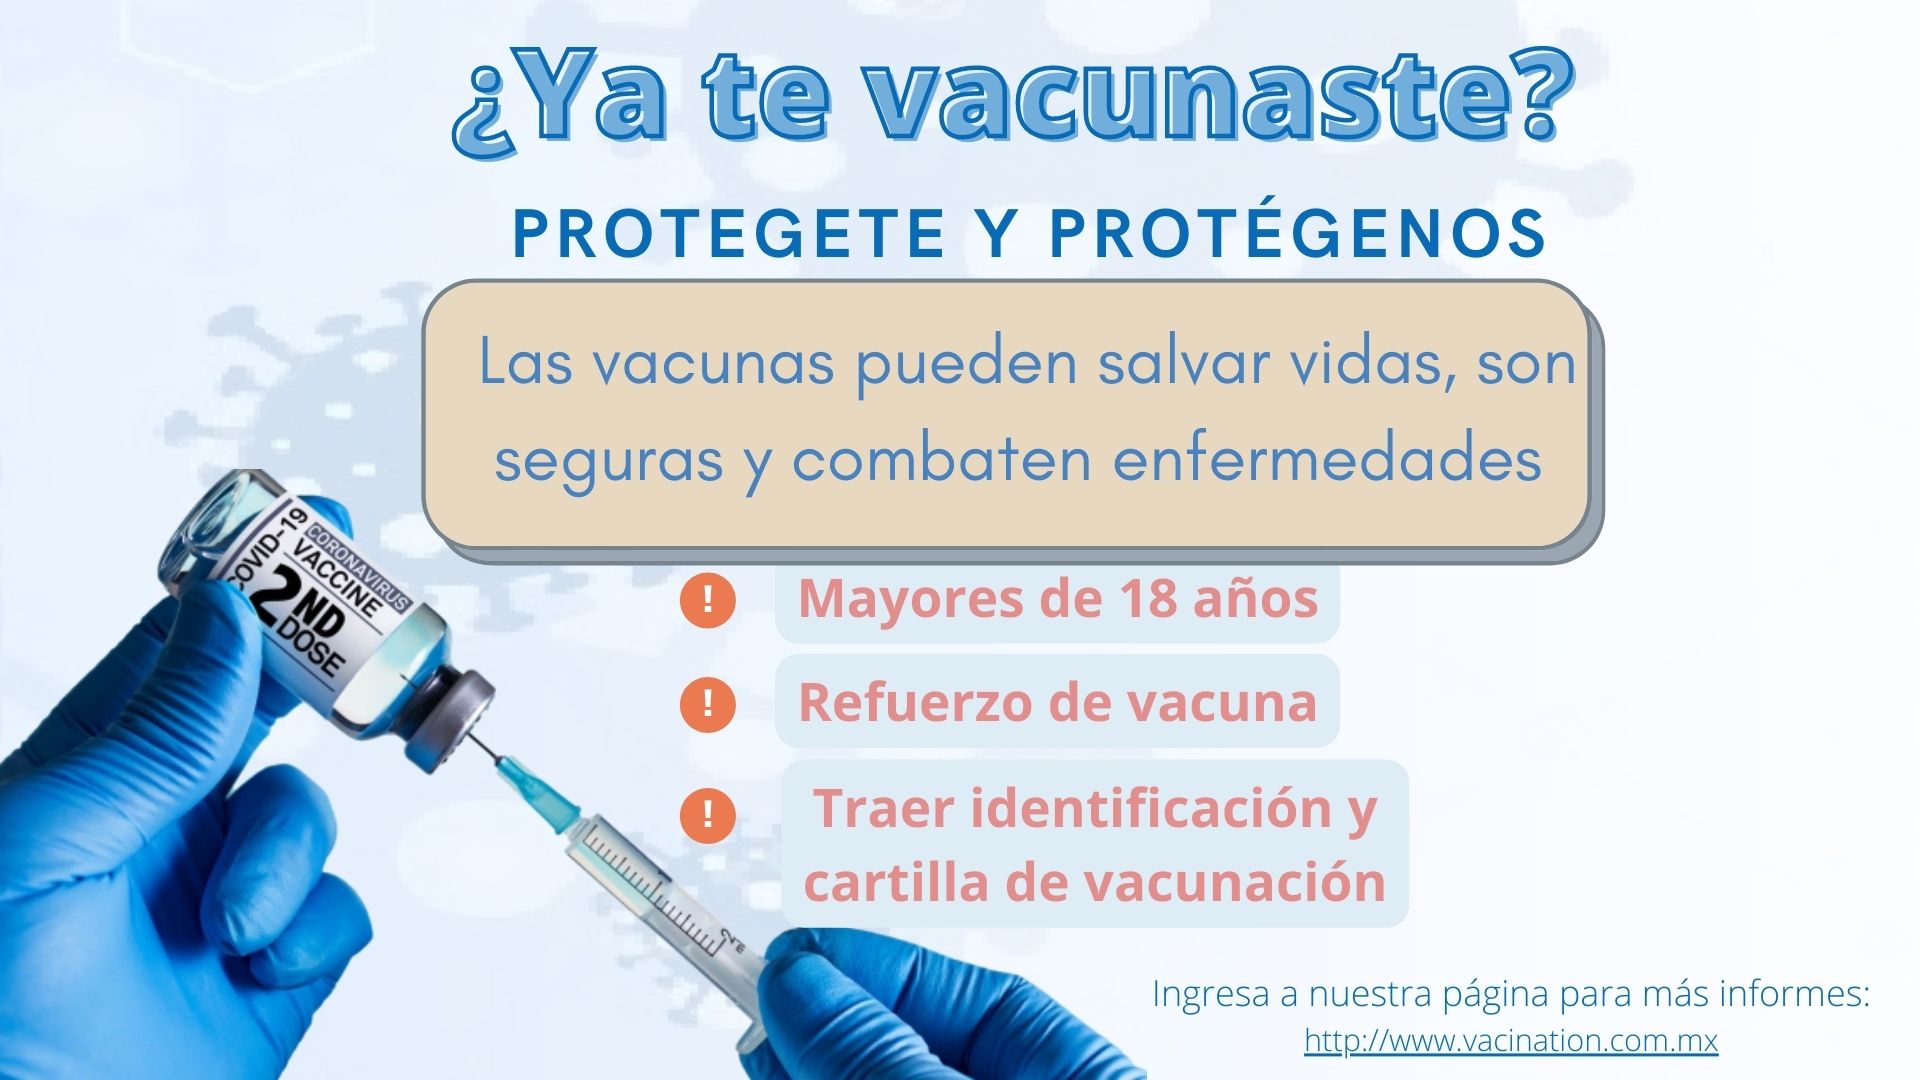 ¿Ya te vacunaste?
PROTEGETE Y PROTÉGENOS
Las vacunas pueden salvar vidas, son
seguras y combaten enfermedades
COVID-19
CORONAVIRUS
VACCINE
2ND
DOSE
! Mayores de 18 años
! Refuerzo de vacuna
! Traer identificación y
cartilla de vacunación
Ingresa a nuestra página para más informes:
http://www.vacination.com.mx